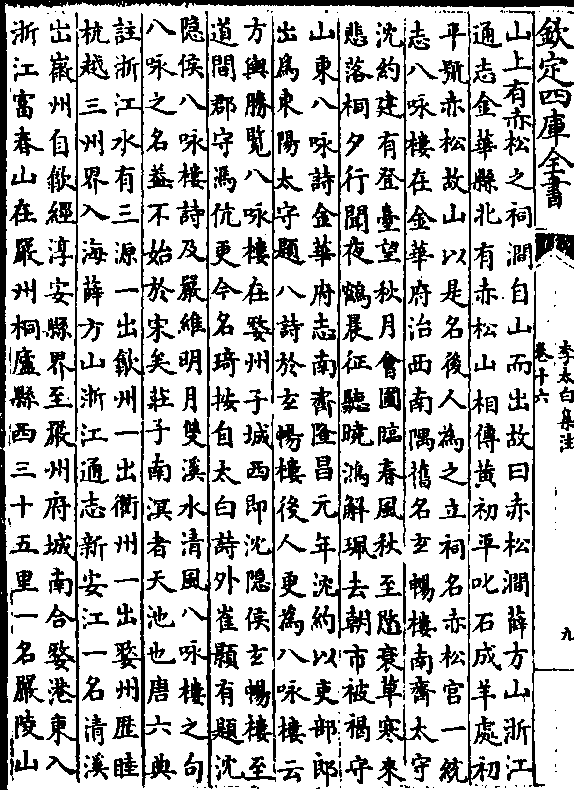 欽定四庫全書
李太白集注
卷十六
九
山上有赤松之祠澗自山而出故曰赤松澗薛方山浙江
通志金華縣北有赤松山相傳黄初平叱石成羊處初
平號赤松故山以是名後人為之立祠名赤松宫一統
志八咏樓在金華府治西南隅舊名玄暢樓南齊太守
沈約建有登臺望秋月會圃臨春風秋至愍衰草寒来
悲落桐夕行聞夜鶴晨征聽曉鴻解珮去朝市被褐守
山東八咏詩金華府志南齊隆昌元年沈約以吏部郎
出為東陽太守題八詩於玄暢樓後人更為八咏樓云
方輿勝覽八咏樓在婺州子城西即沈隠侯玄暢樓至
道間郡守馮伉更今名琦按自太白詩外崔顥有題沈
隠侯八咏樓詩及嚴維明月雙溪水清風八咏樓之句
八咏之名益不始於宋矣莊子南溟者天池也唐六典
註浙江水有三源一出歙州一出衢州一出婺州歴睦
杭越三州界入海薛方山浙江通志新安江一名清溪
出徽州自歙經淳安縣界至嚴州府城南合婺港東入
浙江富春山在嚴州桐廬縣西三十五里一名嚴陵山